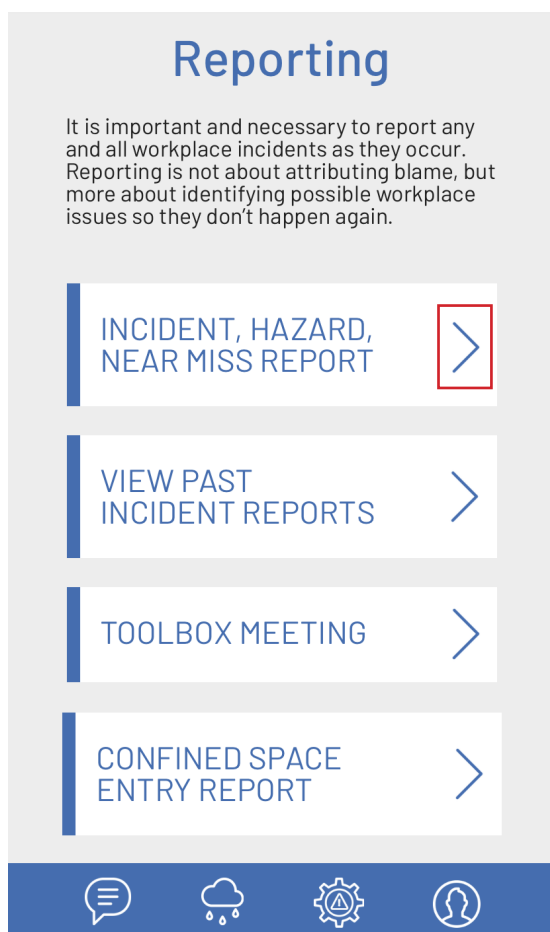 Reporting
It is important and necessary to report any
and all workplace incidents as they occur.
Reporting is not about attributing blame, but
more about identifying possible workplace
issues so they don’t happen again.
INCIDENT, HAZARD,
NEAR MISS REPORT
VIEW PAST
INCIDENT REPORTS
TOOLBOX MEETING
CONFINED SPACE
ENTRY REPORT